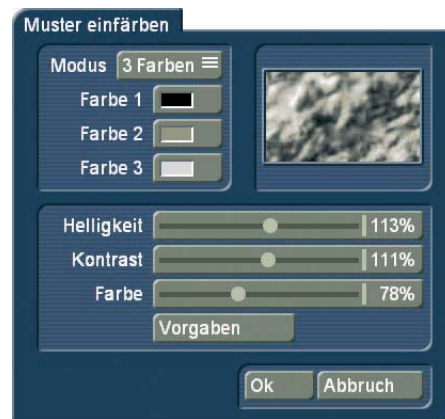 Muster einfärben
Modus 3 Farben
Farbe 1
Farbe 2
Farbe 3
Helligkeit 113%
Kontrast 111%
Farbe 78%
Vorgaben
Ok Abbruch